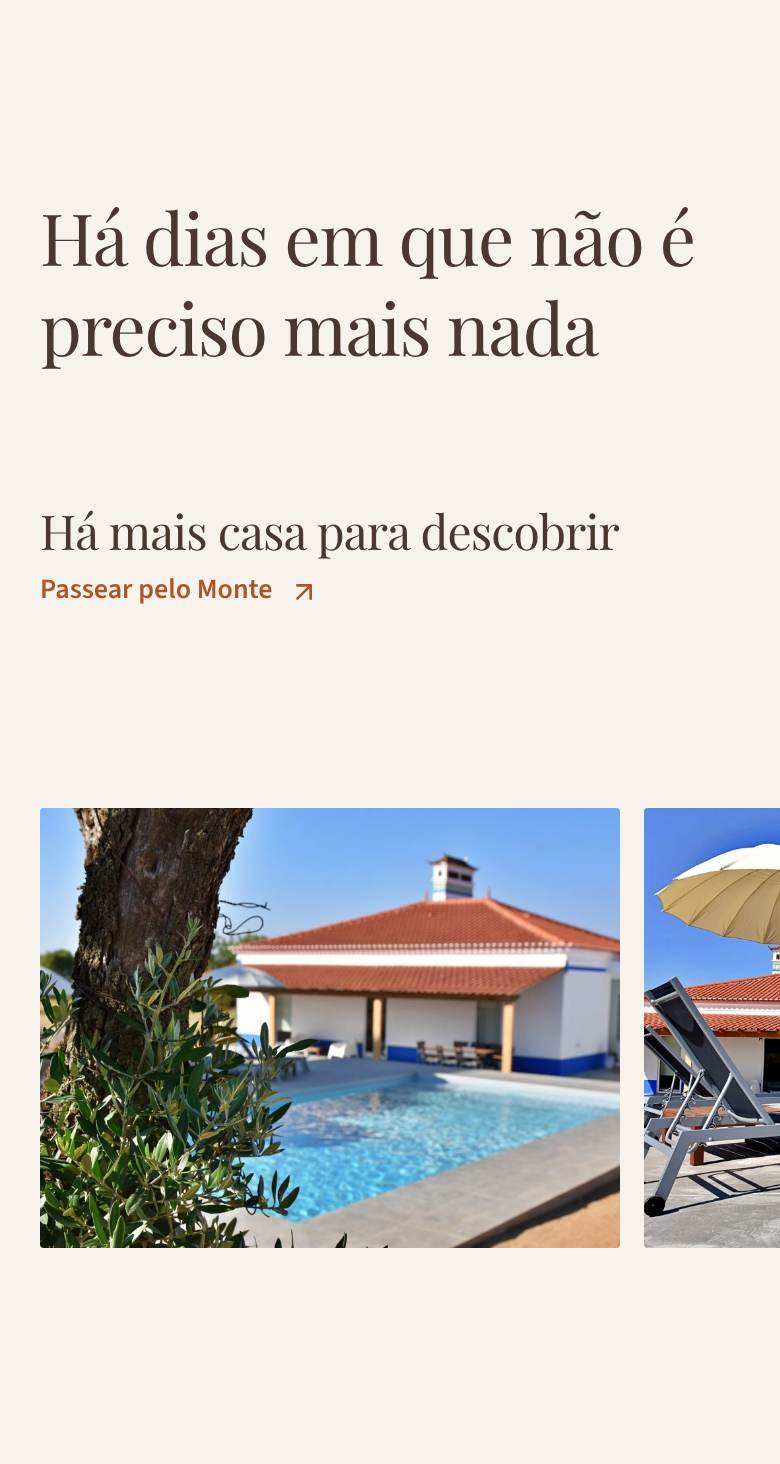 Há dias em que não é
preciso mais nada
Há mais casa para descobrir
Passear pelo Monte